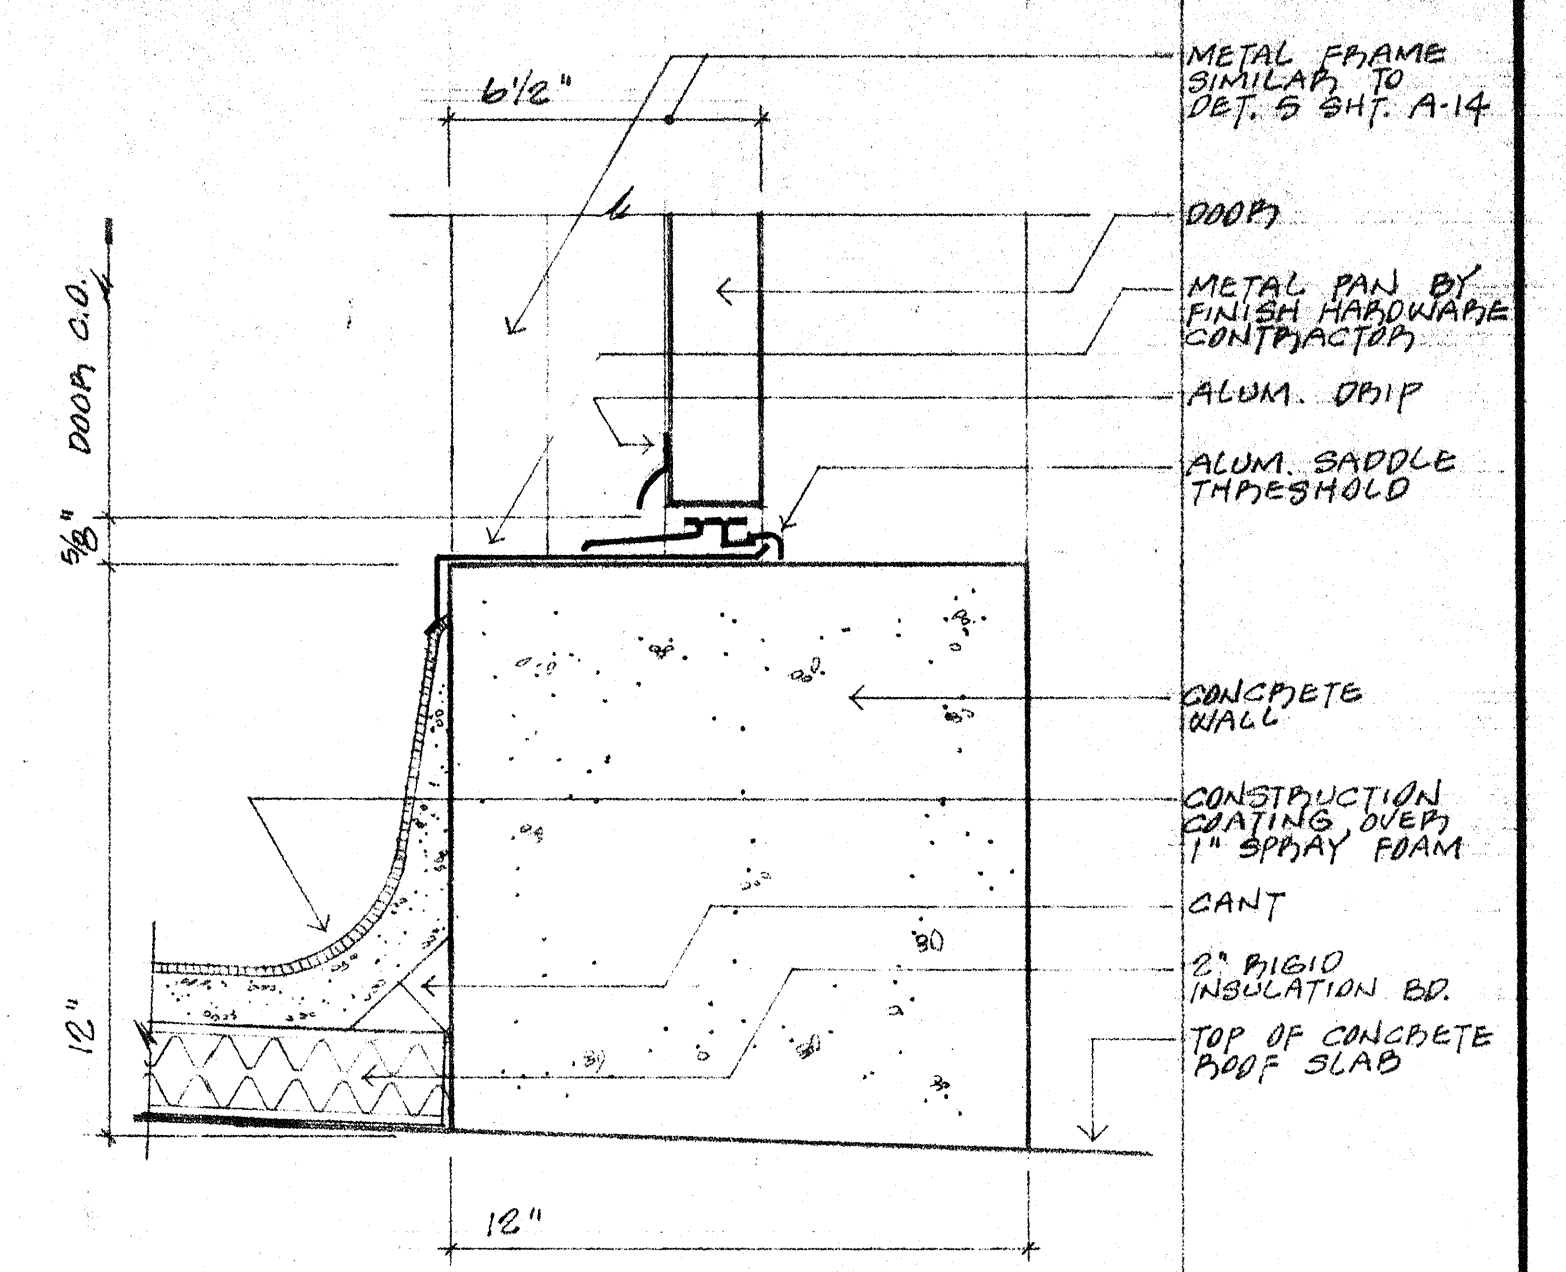 6 1/2"
METAL FRAME
SIMILAR TO
DET. 5 SHT. A-14
DOOR
METAL PAN BY
FINISH HARDWARE
CONTRACTOR
ALUM. DRIP
ALUM. SADDLE
THRESHOLD
DOOR C.O.
5/8"
CONCRETE
WALL
CONSTRUCTION
COATING OVER
1" SPRAY FOAM
CANT
2" RIGID
INSULATION BD.
TOP OF CONCRETE
ROOF SLAB
12"
12"